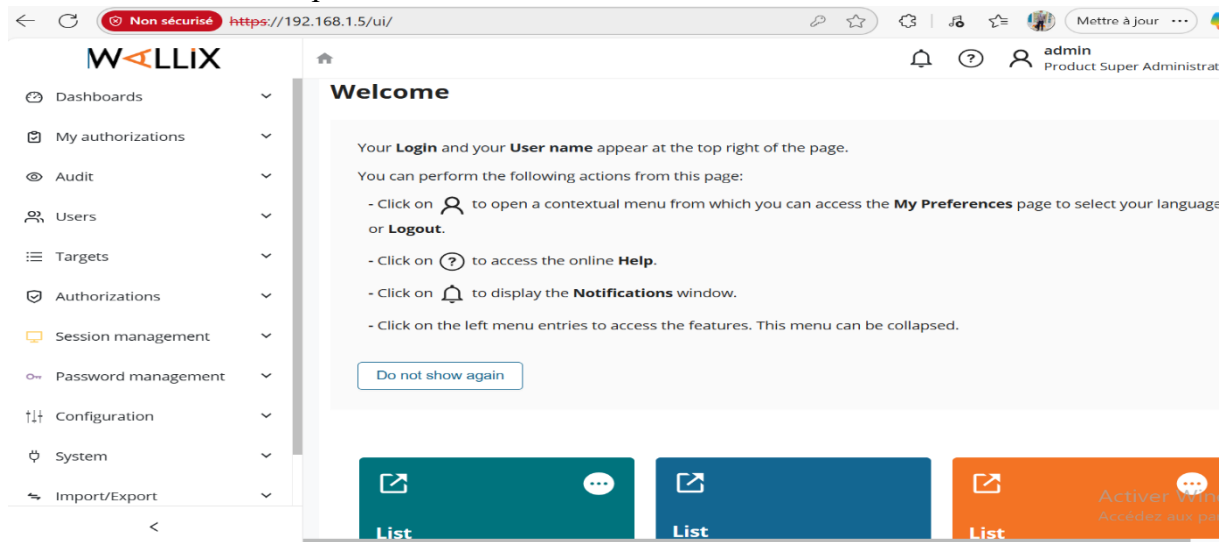 Non sécurisé https://192.168.1.5/ui/ Mettre à jour
WALLIX
admin
Product Super Administrat
Dashboards
My authorizations
Audit
Users
Targets
Authorizations
Session management
Password management
Configuration
System
Import/Export
<
Welcome
Your Login and your User name appear at the top right of the page.
You can perform the following actions from this page:
- Click on to open a contextual menu from which you can access the My Preferences page to select your language
or Logout.
- Click on ? to access the online Help.
- Click on to display the Notifications window.
- Click on the left menu entries to access the features. This menu can be collapsed.
Do not show again
List
List
List
Activer Win
Accédez aux pa